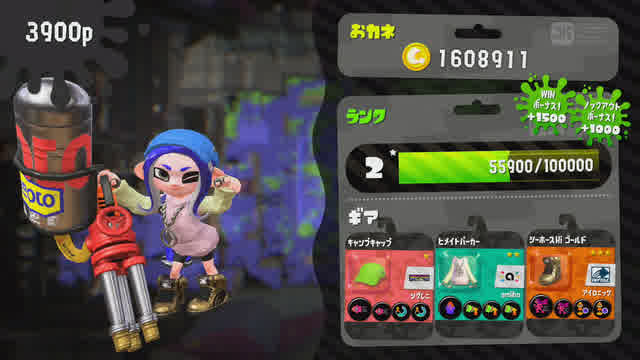 3900p
おカネ
1608911
WIN
ボーナス!
+1500
ノックアウト
ボーナス!
+1000
ランク
2
55900/100000
ギア
キャンプキャップ
ヒメイトパーカー
シーホースHi ゴールド
ジグレニ
amiibo
アイロニック